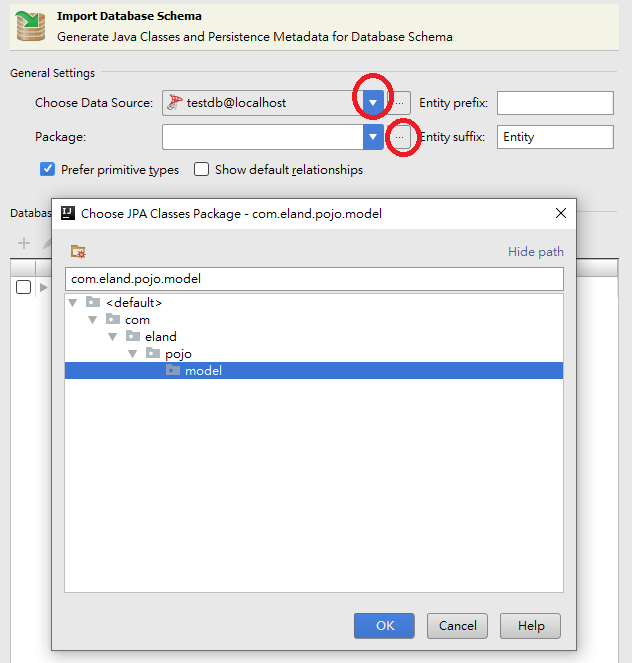 Import Database Schema
Generate Java Classes and Persistence Metadata for Database Schema
General Settings
Choose Data Source: testdb@localhost ... Entity prefix:
Package: ... Entity suffix: Entity
Prefer primitive types Show default relationships
Databas
IJ Choose JPA Classes Package - com.eland.pojo.model
Hide path
com.eland.pojo.model
<default>
com
eland
pojo
model
OK Cancel Help